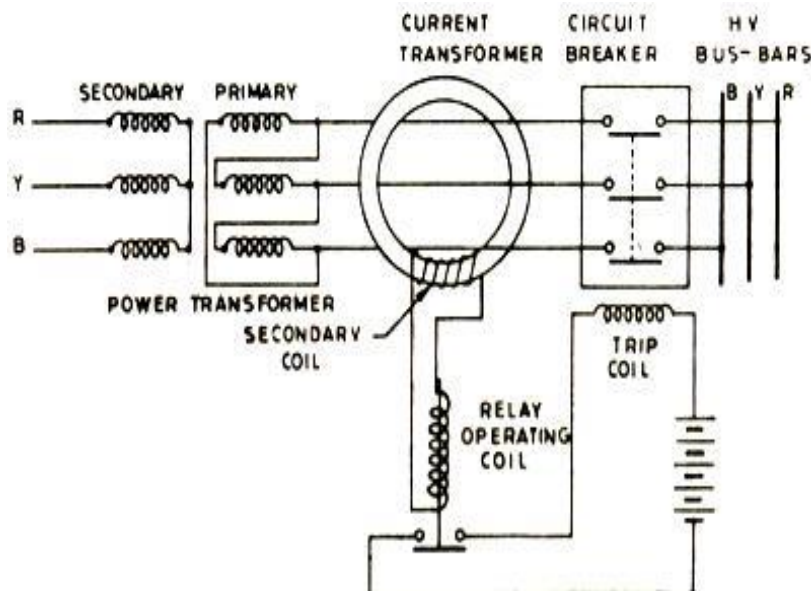 CURRENT
TRANSFORMER
CIRCUIT
BREAKER
HV
BUS-BARS
B Y R
SECONDARY
PRIMARY
R
Y
B
POWER TRANSFORMER
SECONDARY
COIL
TRIP
COIL
RELAY
OPERATING
COIL